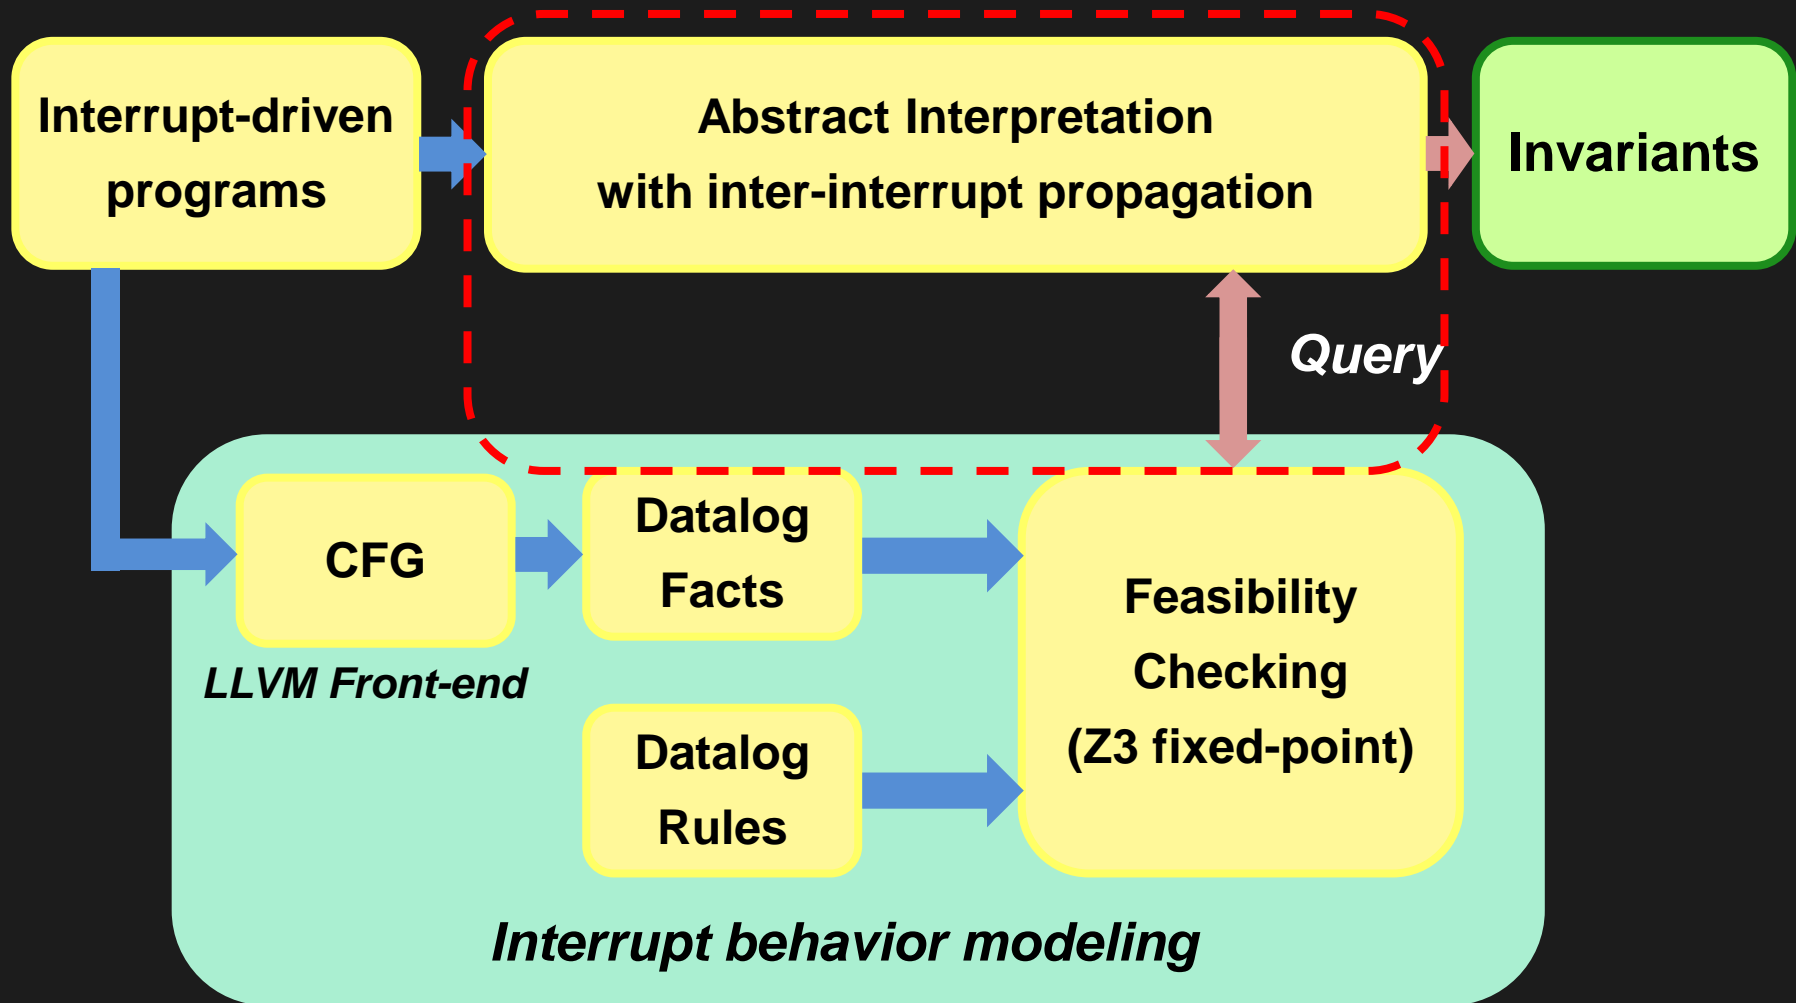 Interrupt-driven
programs
Abstract Interpretation
with inter-interrupt propagation
Invariants
Query
CFG
LLVM Front-end
Datalog
Facts
Datalog
Rules
Feasibility
Checking
(Z3 fixed-point)
Interrupt behavior modeling